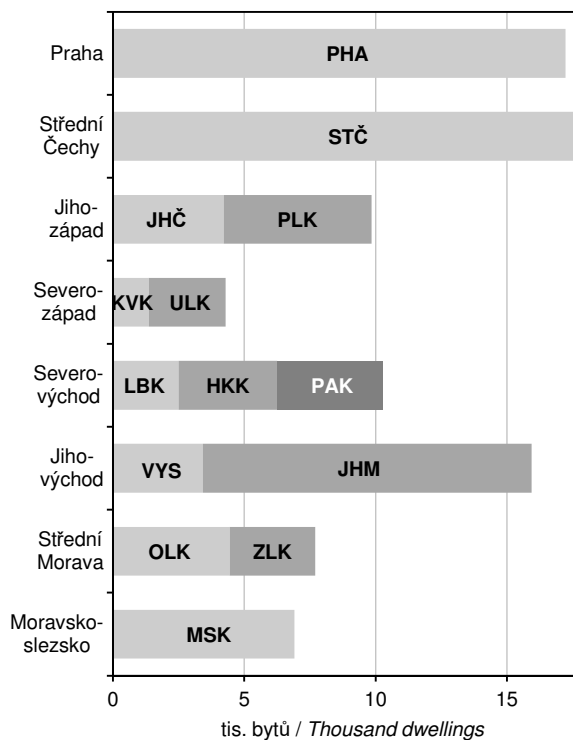 Praha
PHA
Střední
Čechy
STČ
Jiho-
západ
JHČ
PLK
Severo-
západ
KVK
ULK
Severo-
východ
LBK
HKK
PAK
Jiho-
východ
VYS
JHM
Střední
Morava
OLK
ZLK
Moravsko-
slezsko
MSK
0
5
10
15
tis. bytů / Thousand dwellings